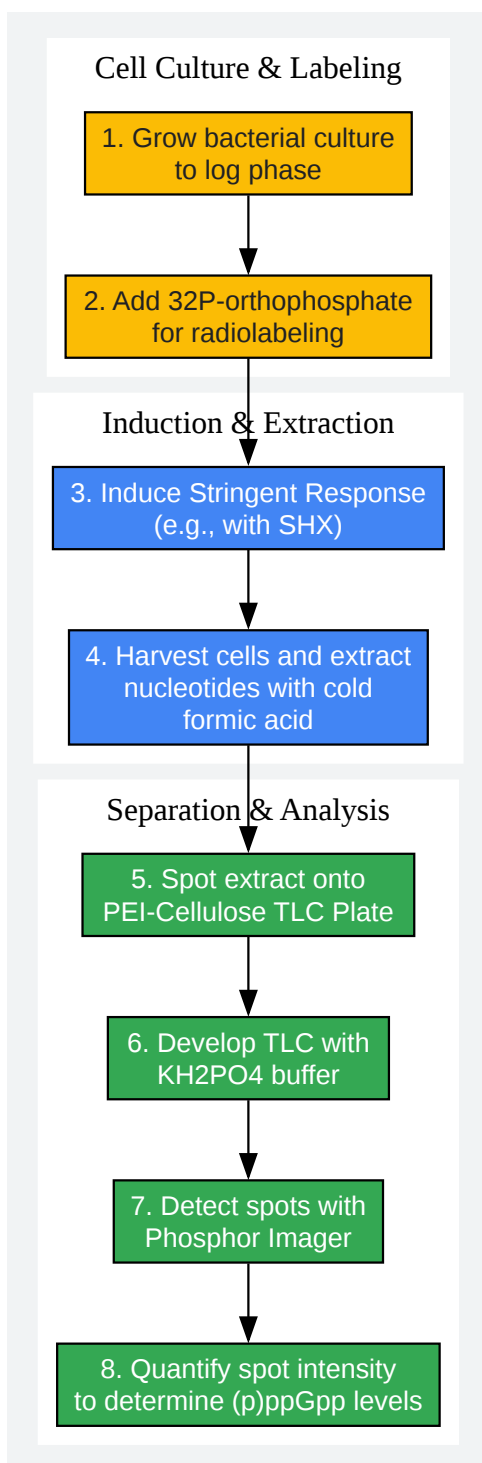 Cell Culture & Labeling
1. Grow bacterial culture
to log phase
2. Add 32P-orthophosphate
for radiolabeling
Induction & Extraction
3. Induce Stringent Response
(e.g., with SHX)
4. Harvest cells and extract
nucleotides with cold
formic acid
Separation & Analysis
5. Spot extract onto
PEI-Cellulose TLC Plate
6. Develop TLC with
KH2PO4 buffer
7. Detect spots with
Phosphor Imager
8. Quantify spot intensity
to determine (p)ppGpp levels